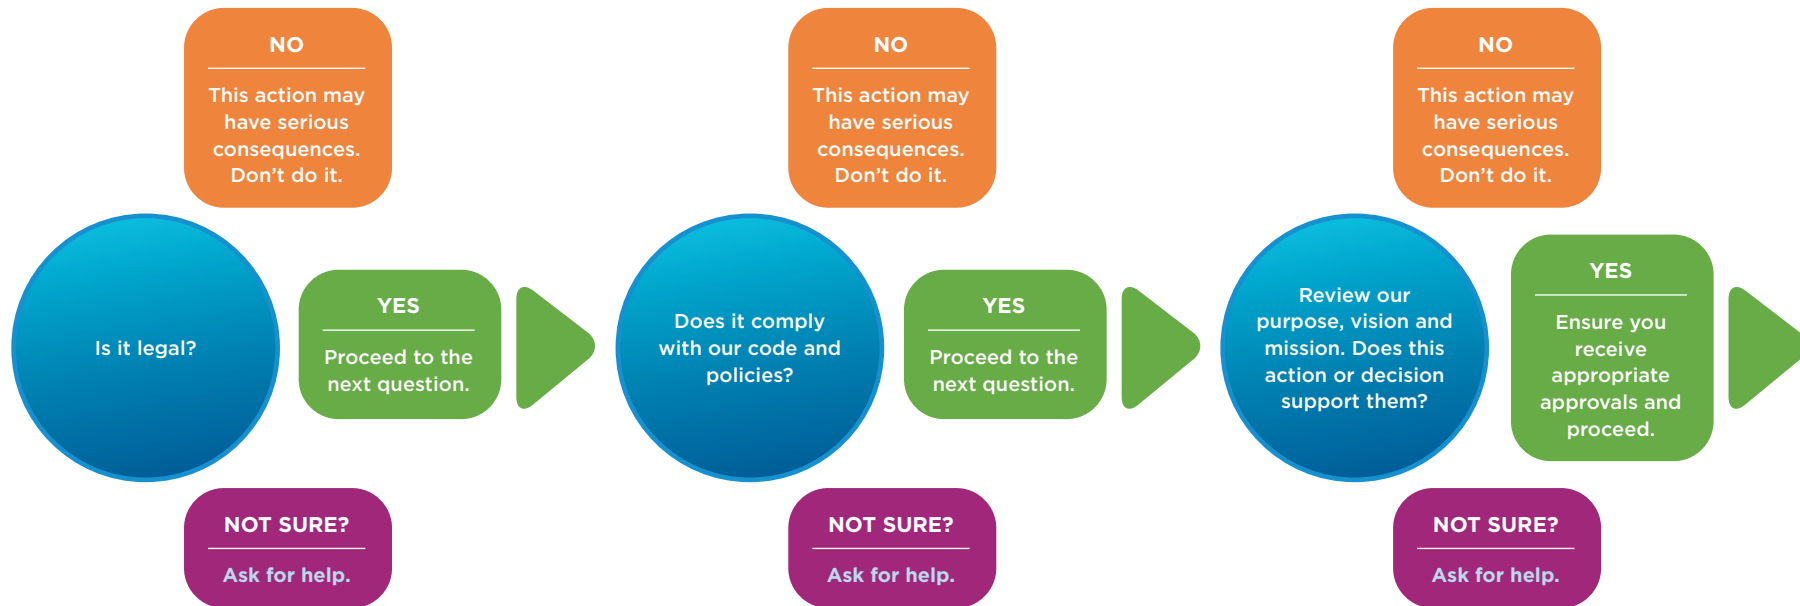 NO
This action may
have serious
consequences.
Don't do it.
Is it legal?
YES
Proceed to the
next question.
NOT SURE?
Ask for help.
NO
This action may
have serious
consequences.
Don't do it.
Does it comply
with our code and
policies?
YES
Proceed to the
next question.
NOT SURE?
Ask for help.
NO
This action may
have serious
consequences.
Don't do it.
Review our
purpose, vision and
mission. Does this
action or decision
support them?
YES
Ensure you
receive
appropriate
approvals and
proceed.
NOT SURE?
Ask for help.